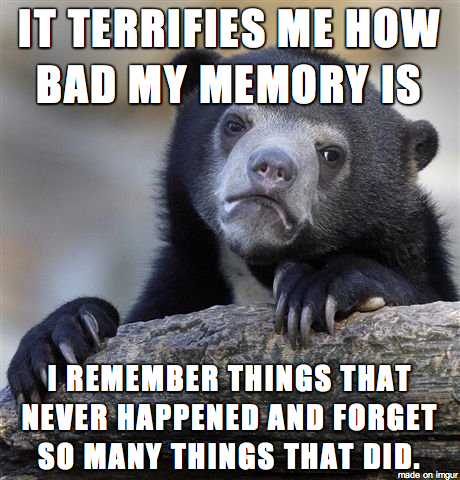 IT TERRIFIES ME HOW
BAD MY MEMORY IS
I REMEMBER THINGS THAT
NEVER HAPPENED AND FORGET
SO MANY THINGS THAT DID.
made on imgur